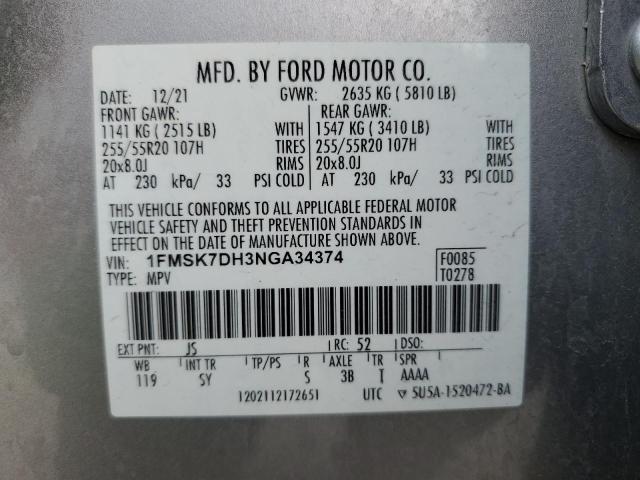 MFD. BY FORD MOTOR CO.
DATE: 12/21 GVWR: 2635 KG ( 5810 LB)
FRONT GAWR: REAR GAWR:
1141 KG ( 2515 LB) WITH 1547 KG ( 3410 LB) WITH
255/55R20 107H TIRES 255/55R20 107H TIRES
20x8.0J RIMS 20x8.0J RIMS
AT 230 kPa/ 33 PSI COLD AT 230 kPa/ 33 PSI COLD
THIS VEHICLE CONFORMS TO ALL APPLICABLE FEDERAL MOTOR
VEHICLE SAFETY AND THEFT PREVENTION STANDARDS IN
EFFECT ON THE DATE OF MANUFACTURE SHOWN ABOVE.
VIN: 1FMSK7DH3NGA34374 F0085
TYPE: MPV T0278
EXT PNT: JS RC: 52 DSO:
WB INT TR TP/PS R AXLE TR SPR
119 SY S 3B T AAAA
1202112172651 UTC ▽ 5U5A-1520472-BA